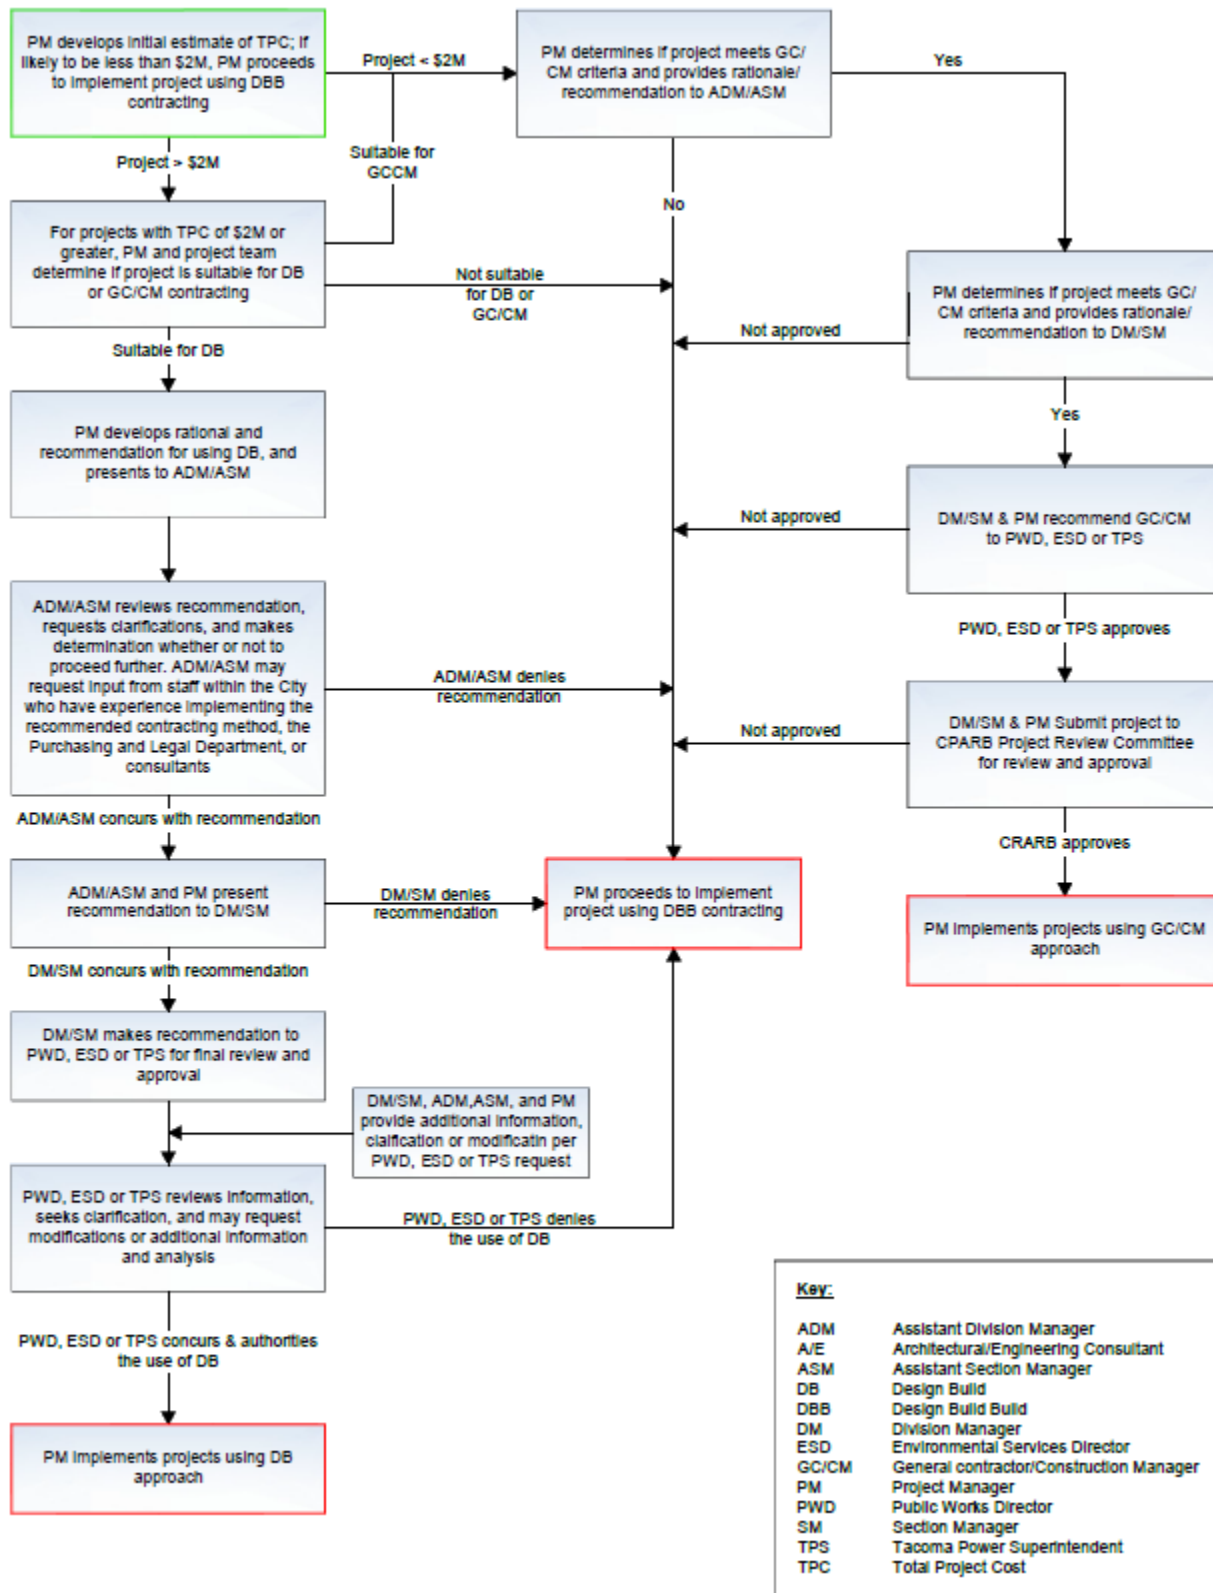 PM develops initial estimate of TPC; if
likely to be less than $2M, PM proceeds
to implement project using DBB
contracting
Project < $2M
PM determines if project meets GC/
CM criteria and provides rationale/
recommendation to ADM/ASM
Yes
Project > $2M
Suitable for
GCCM
No
For projects with TPC of $2M or
greater, PM and project team
determine if project is suitable for DB
or GC/CM contracting
Not suitable
for DB or
GC/CM
PM determines if project meets GC/
CM criteria and provides rationale/
recommendation to DM/SM
Not approved
Suitable for DB
Yes
PM develops rational and
recommendation for using DB, and
presents to ADM/ASM
DM/SM & PM recommend GC/CM
to PWD, ESD or TPS
Not approved
PWD, ESD or TPS approves
ADM/ASM reviews recommendation,
requests clarifications, and makes
determination whether or not to
proceed further. ADM/ASM may
request input from staff within the City
who have experience implementing the
recommended contracting method, the
Purchasing and Legal Department, or
consultants
ADM/ASM denies
recommendation
DM/SM & PM Submit project to
CPARB Project Review Committee
for review and approval
Not approved
ADM/ASM concurs with recommendation
CRARB approves
ADM/ASM and PM present
recommendation to DM/SM
DM/SM denies
recommendation
PM proceeds to implement
project using DBB contracting
PM implements projects using GC/CM
approach
DM/SM concurs with recommendation
DM/SM makes recommendation to
PWD, ESD or TPS for final review and
approval
DM/SM, ADM,ASM, and PM
provide additional information,
claification or modificatin per
PWD, ESD or TPS request
PWD, ESD or TPS reviews information,
seeks clarification, and may request
modifications or additional information
and analysis
PWD, ESD or TPS denies
the use of DB
PWD, ESD or TPS concurs & authorities
the use of DB
PM implements projects using DB
approach
Key:
ADM Assistant Division Manager
A/E Architectural/Engineering Consultant
ASM Assistant Section Manager
DB Design Build
DBB Design Build Build
DM Division Manager
ESD Environmental Services Director
GC/CM General contractor/Construction Manager
PM Project Manager
PWD Public Works Director
SM Section Manager
TPS Tacoma Power Superintendent
TPC Total Project Cost